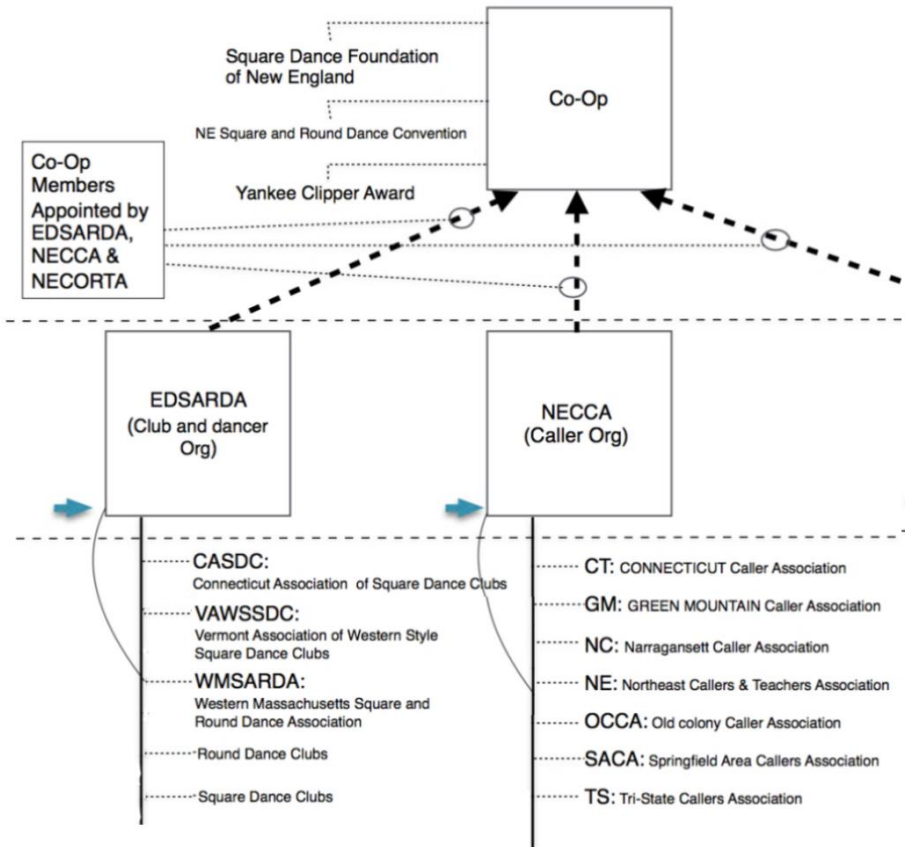 Square Dance Foundation
of New England
Co-Op
NE Square and Round Dance Convention
Co-Op
Members
Appointed by
EDSARDA,
NECCA &
NECORTA
Yankee Clipper Award
EDSARDA
(Club and dancer
Org)
NECCA
(Caller Org)
CASDC:
Connecticut Association of Square Dance Clubs
VAWSSDC:
Vermont Association of Western Style
Square Dance Clubs
WMSARDA:
Western Massachusetts Square and
Round Dance Association
Round Dance Clubs
Square Dance Clubs
CT: CONNECTICUT Caller Association
GM: GREEN MOUNTAIN Caller Association
NC: Narragansett Caller Association
NE: Northeast Callers & Teachers Association
OCCA: Old colony Caller Association
SACA: Springfield Area Callers Association
TS: Tri-State Callers Association